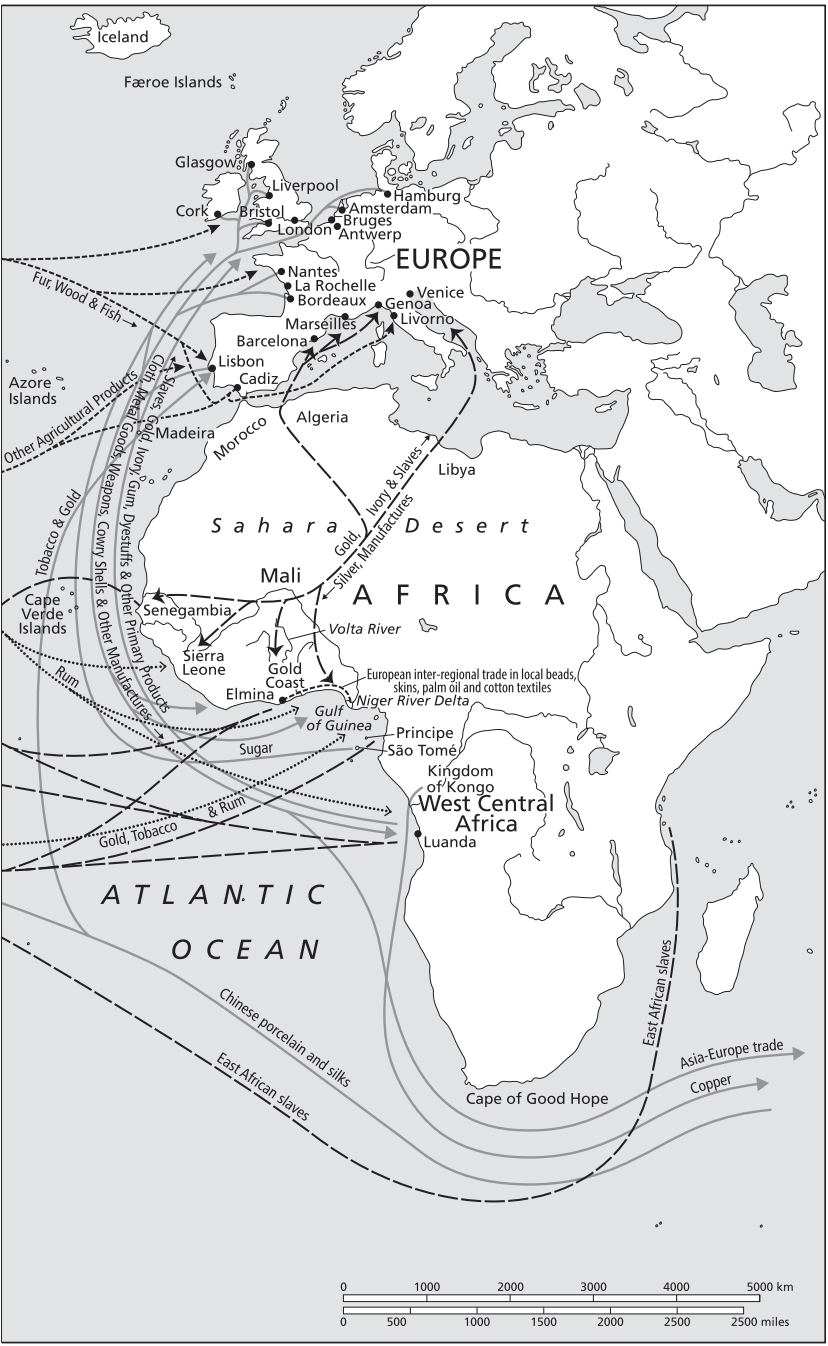 Iceland
Færoe Islands
Glasgow
Liverpool
Hamburg
Cork
Bristol
Amsterdam
Bruges
London
Antwerp
EUROPE
Fur, Wood & Fish
Nantes
La Rochelle
Bordeaux
Venice
Genoa
Marseilles
Livorno
Barcelona
Lisbon
Azore
Islands
Cadiz
Other Agricultural Products
Madeira
Morocco
Algeria
Libya
Cloth, Metal Goods, Weapons, Cowry Shells & Other Manufactures
Slaves, Gold, Ivory, Gum, Dyestuffs & Other Primary Products
Tobacco & Gold
Gold, Ivory & Slaves
Silver, Manufactures
Sahara Desert
Mali
AFRICA
Cape
Verde
Islands
Senegambia
Volta River
Sierra
Leone
Gold
Coast
European inter-regional trade in local beads,
skins, palm oil and cotton textiles
Rum
Elmina
Niger River Delta
Gulf
of Guinea
Principe
São Tomé
Sugar
Kingdom
of Kongo
West Central
Africa
Gold, Tobacco & Rum
Luanda
ATLANTIC
OCEAN
East African slaves
Chinese porcelain and silks
East African slaves
Asia-Europe trade
Copper
Cape of Good Hope
0 1000 2000 3000 4000 5000 km
0 500 1000 1500 2000 2500 2500 miles